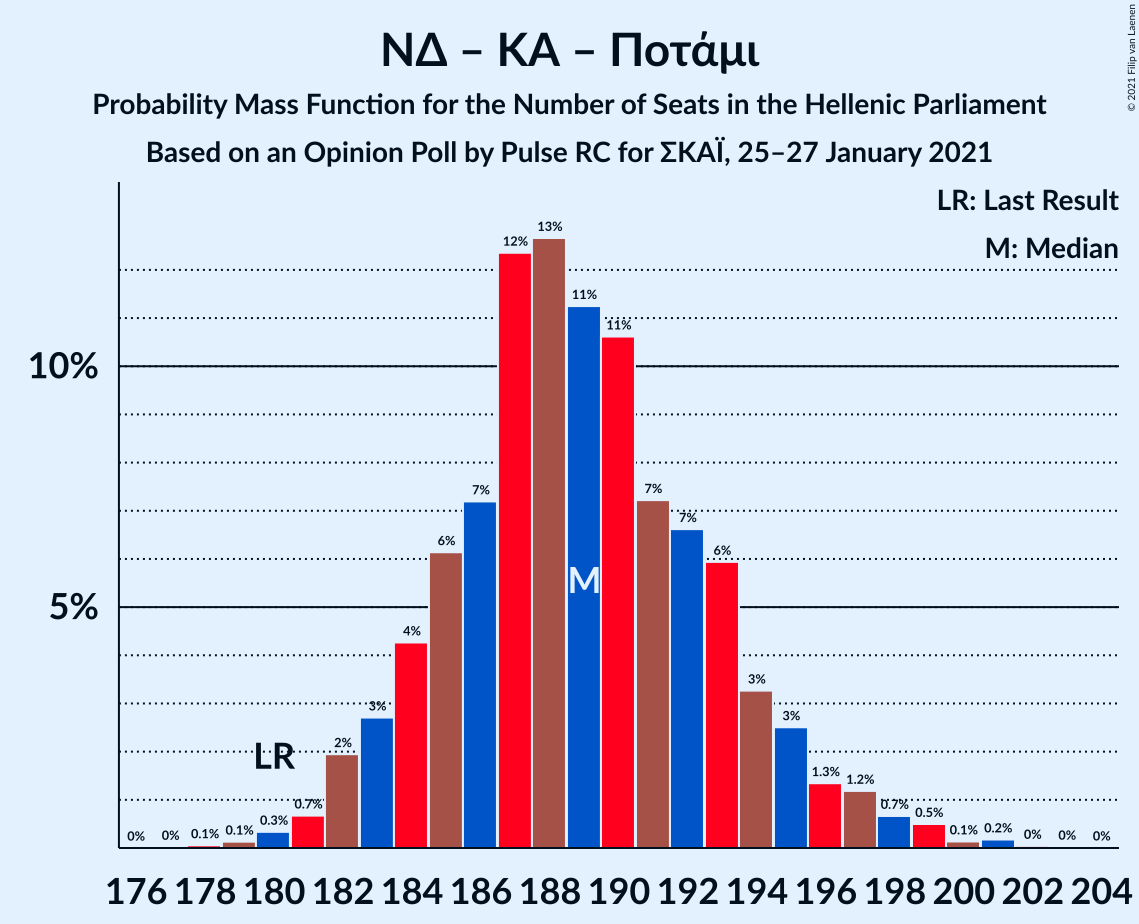 ΝΔ – ΚΑ – Ποτάμι
Probability Mass Function for the Number of Seats in the Hellenic Parliament
Based on an Opinion Poll by Pulse RC for ΣΚΑΪ, 25–27 January 2021
© 2021 Filip van Laenen
LR: Last Result
M: Median
10%
5%
0% 0% 0.1% 0.1% 0.3% 0.7% 2% 3% 4% 6% 7% 12% 13% 11% 11% 7% 7% 6% 3% 3% 1.3% 1.2% 0.7% 0.5% 0.1% 0.2% 0% 0% 0%
LR
M
176 178 180 182 184 186 188 190 192 194 196 198 200 202 204